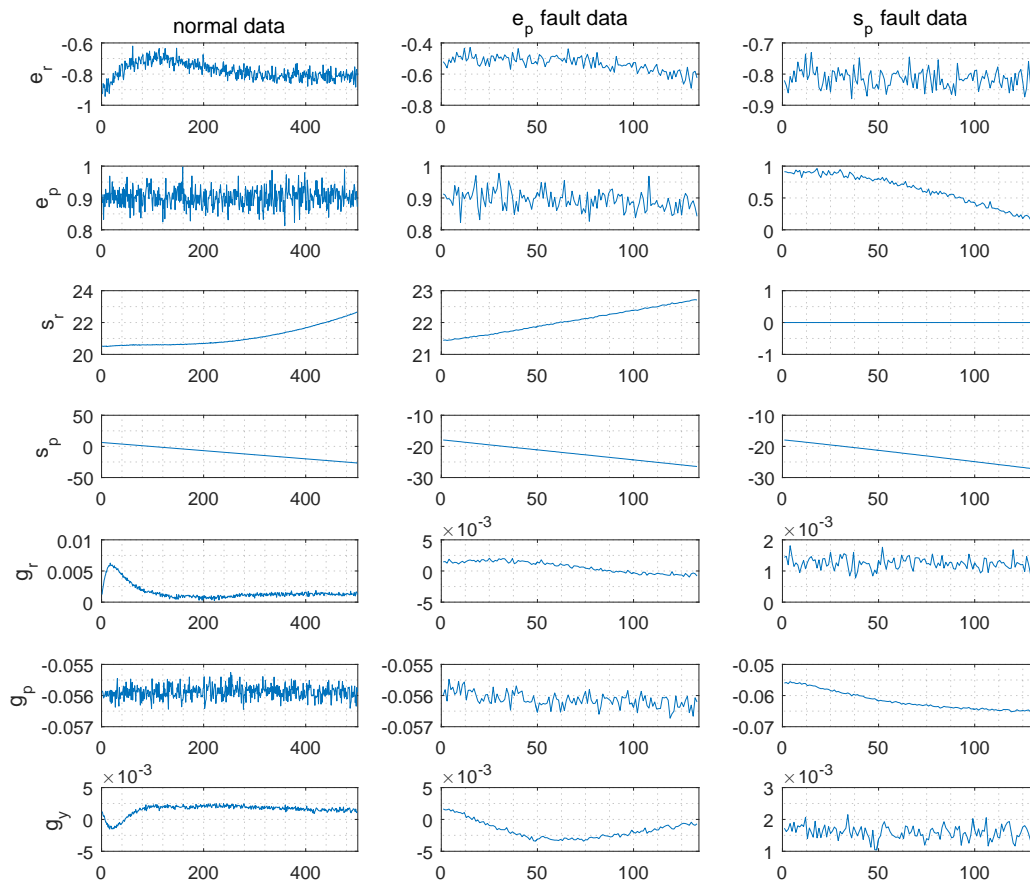 normal data
e_p fault data
s_p fault data
-0.6
-0.8
-1
e_r
0 200 400
-0.4
-0.6
-0.8
0 50 100
-0.7
-0.8
-0.9
0 50 100
1
0.9
0.8
e_p
0 200 400
1
0.9
0.8
0 50 100
1
0.5
0
0 50 100
24
22
20
s_r
0 200 400
23
22
21
0 50 100
1
0
-1
0 50 100
50
0
-50
s_p
0 200 400
-10
-20
-30
0 50 100
-10
-20
-30
0 50 100
0.01
0.005
0
g_r
0 200 400
×10^-3
5
0
-5
0 50 100
×10^-3
2
1
0
0 50 100
-0.055
-0.056
-0.057
g_p
0 200 400
-0.055
-0.056
-0.057
0 50 100
-0.05
-0.06
-0.07
0 50 100
×10^-3
5
0
-5
g_y
0 200 400
×10^-3
5
0
-5
0 50 100
×10^-3
3
2
1
0 50 100